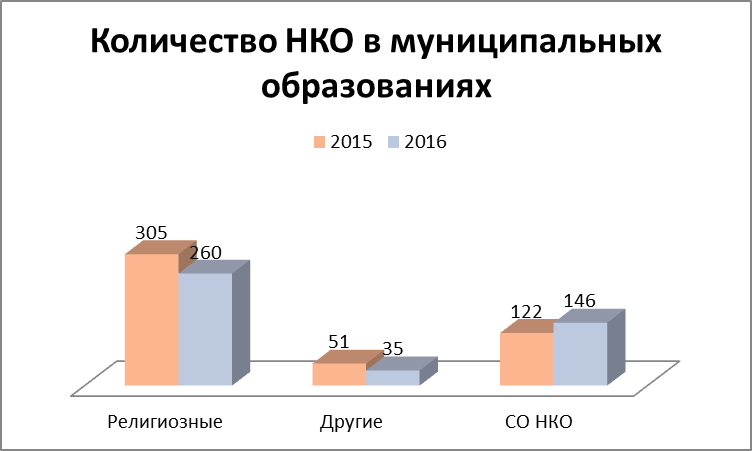 Количество НКО в муниципальных
образованиях
2015 2016
305
260
51
35
122
146
Религиозные Другие СО НКО